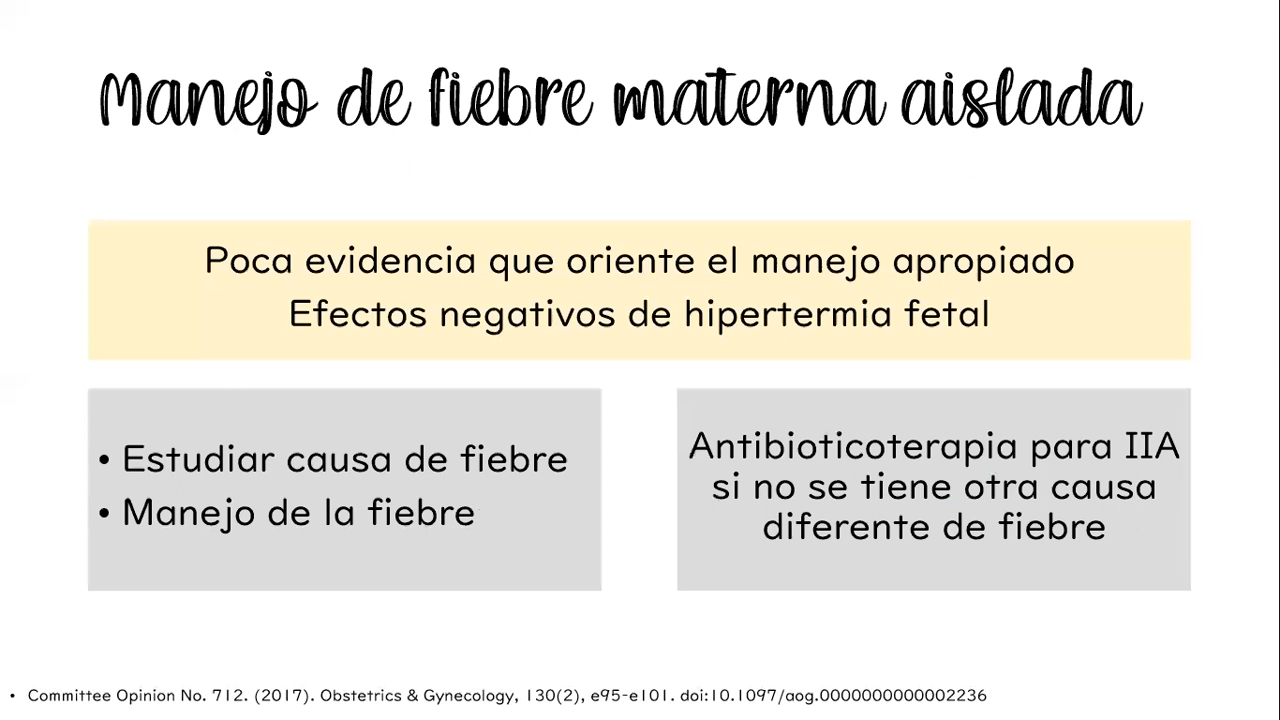 Manejo de fiebre materna aislada
Poca evidencia que oriente el manejo apropiado
Efectos negativos de hipertermia fetal
• Estudiar causa de fiebre
• Manejo de la fiebre
Antibioticoterapia para IIA
si no se tiene otra causa
diferente de fiebre
• Committee Opinion No. 712. (2017). Obstetrics & Gynecology, 130(2), e95–e101. doi:10.1097/aog.0000000000002236